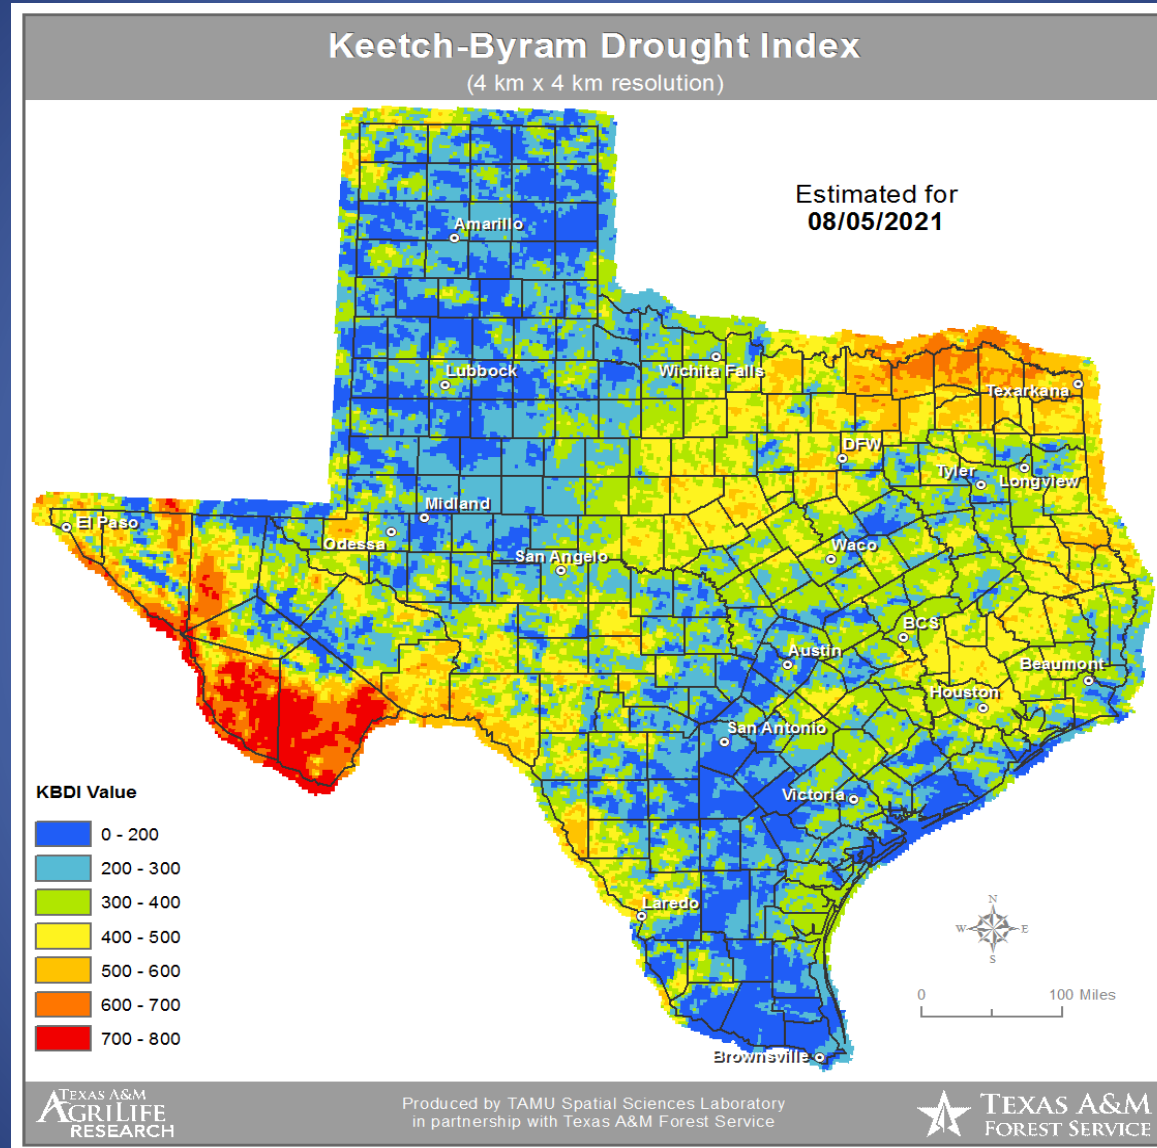 Keetch-Byram Drought Index
(4 km x 4 km resolution)
Estimated for
08/05/2021
Amarillo
Lubbock
Wichita Falls
Texarkana
DFW
Tyler
Longview
Midland
El Paso
Odessa
San Angelo
Waco
BCS
Austin
Beaumont
Houston
San Antonio
Victoria
Laredo
Brownsville
KBDI Value
0 - 200
200 - 300
300 - 400
400 - 500
500 - 600
600 - 700
700 - 800
N
W E
S
0 100 Miles
TEXAS A&M
AGRILIFE
RESEARCH
Produced by TAMU Spatial Sciences Laboratory
in partnership with Texas A&M Forest Service
TEXAS A&M
FOREST SERVICE